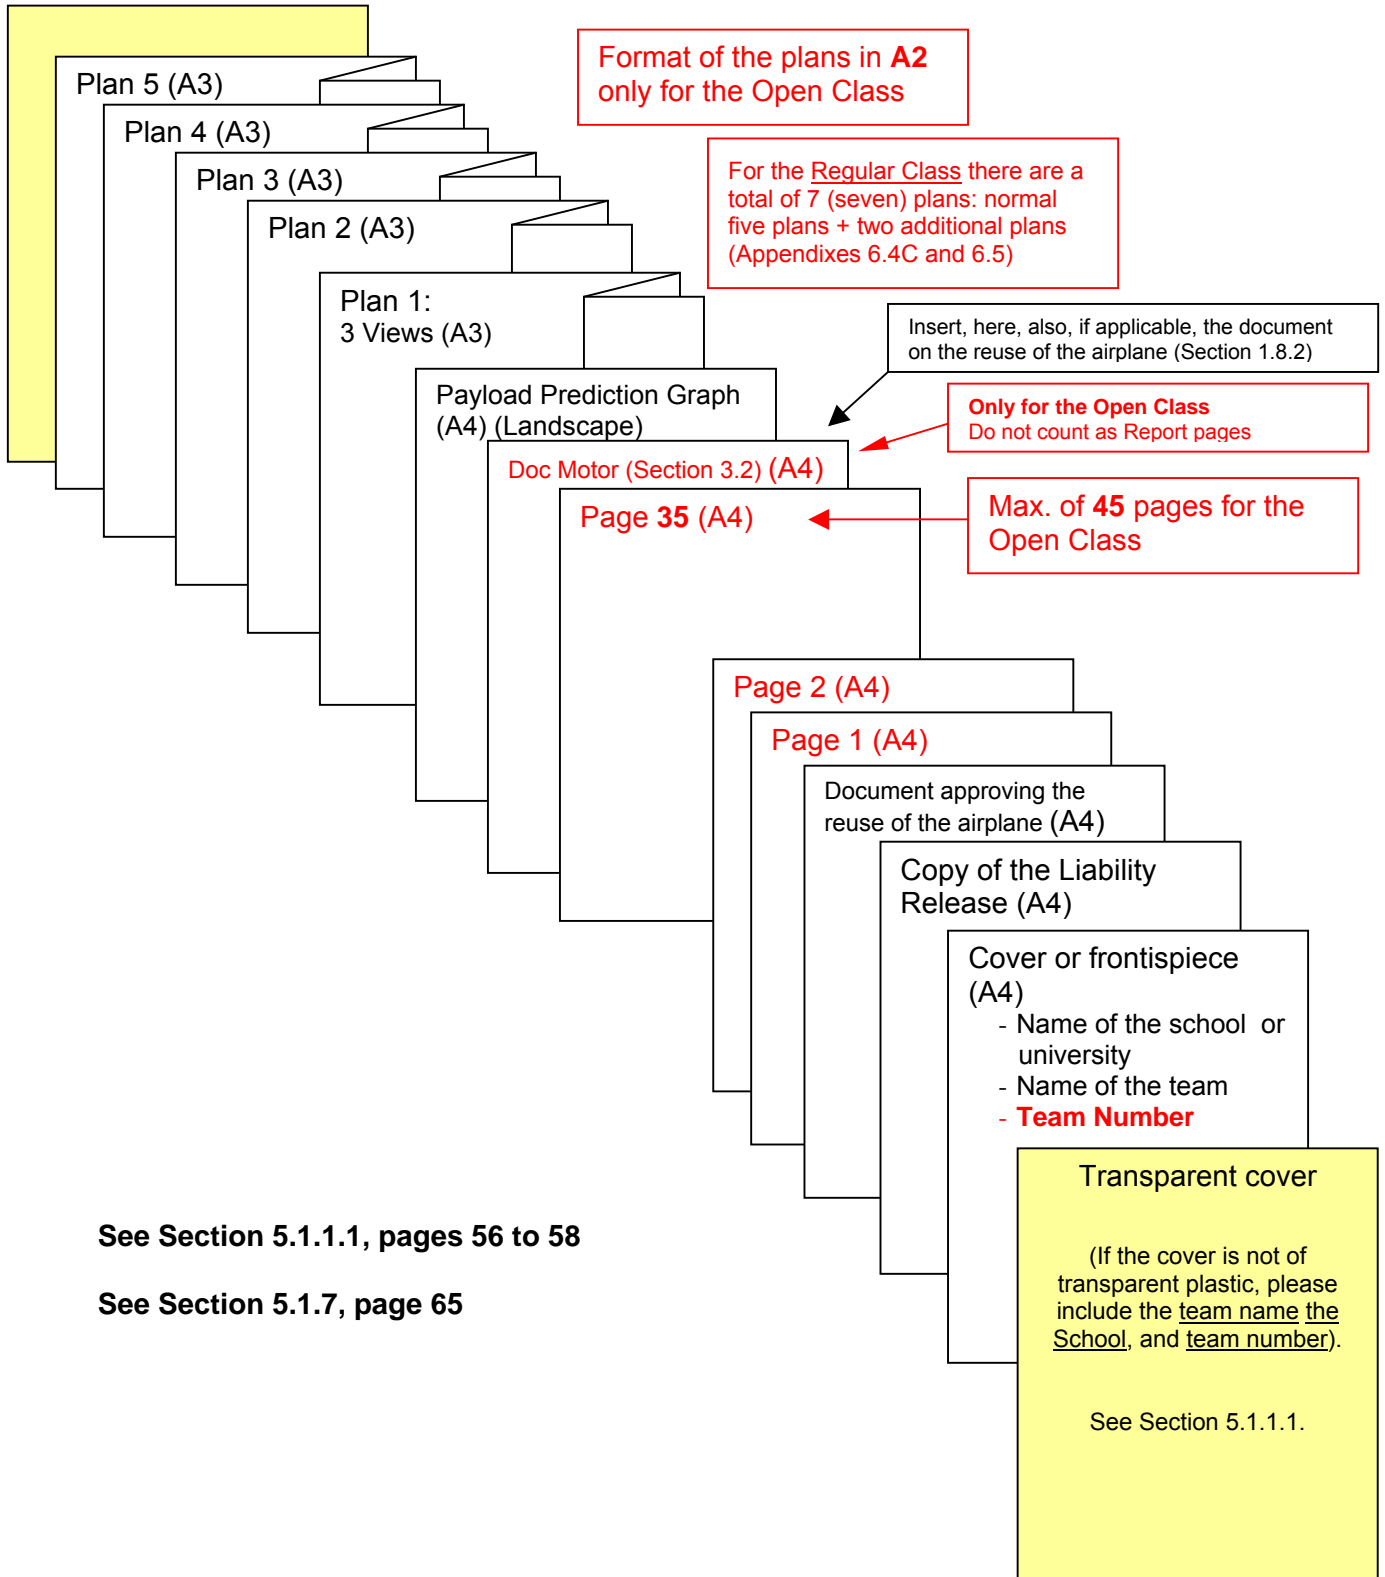 Format of the plans in A2
only for the Open Class
Plan 5 (A3)
Plan 4 (A3)
Plan 3 (A3)
For the Regular Class there are a
total of 7 (seven) plans: normal
five plans + two additional plans
(Appendixes 6.4C and 6.5)
Plan 2 (A3)
Plan 1:
3 Views (A3)
Insert, here, also, if applicable, the document
on the reuse of the airplane (Section 1.8.2)
Payload Prediction Graph
(A4) (Landscape)
Only for the Open Class
Do not count as Report pages
Doc Motor (Section 3.2) (A4)
Page 35 (A4)
Max. of 45 pages for the
Open Class
Page 2 (A4)
Page 1 (A4)
Document approving the
reuse of the airplane (A4)
Copy of the Liability
Release (A4)
Cover or frontispiece
(A4)
- Name of the school or
university
- Name of the team
- Team Number
Transparent cover
(If the cover is not of
transparent plastic, please
include the team name the
School, and team number).
See Section 5.1.1.1.
See Section 5.1.1.1, pages 56 to 58
See Section 5.1.7, page 65